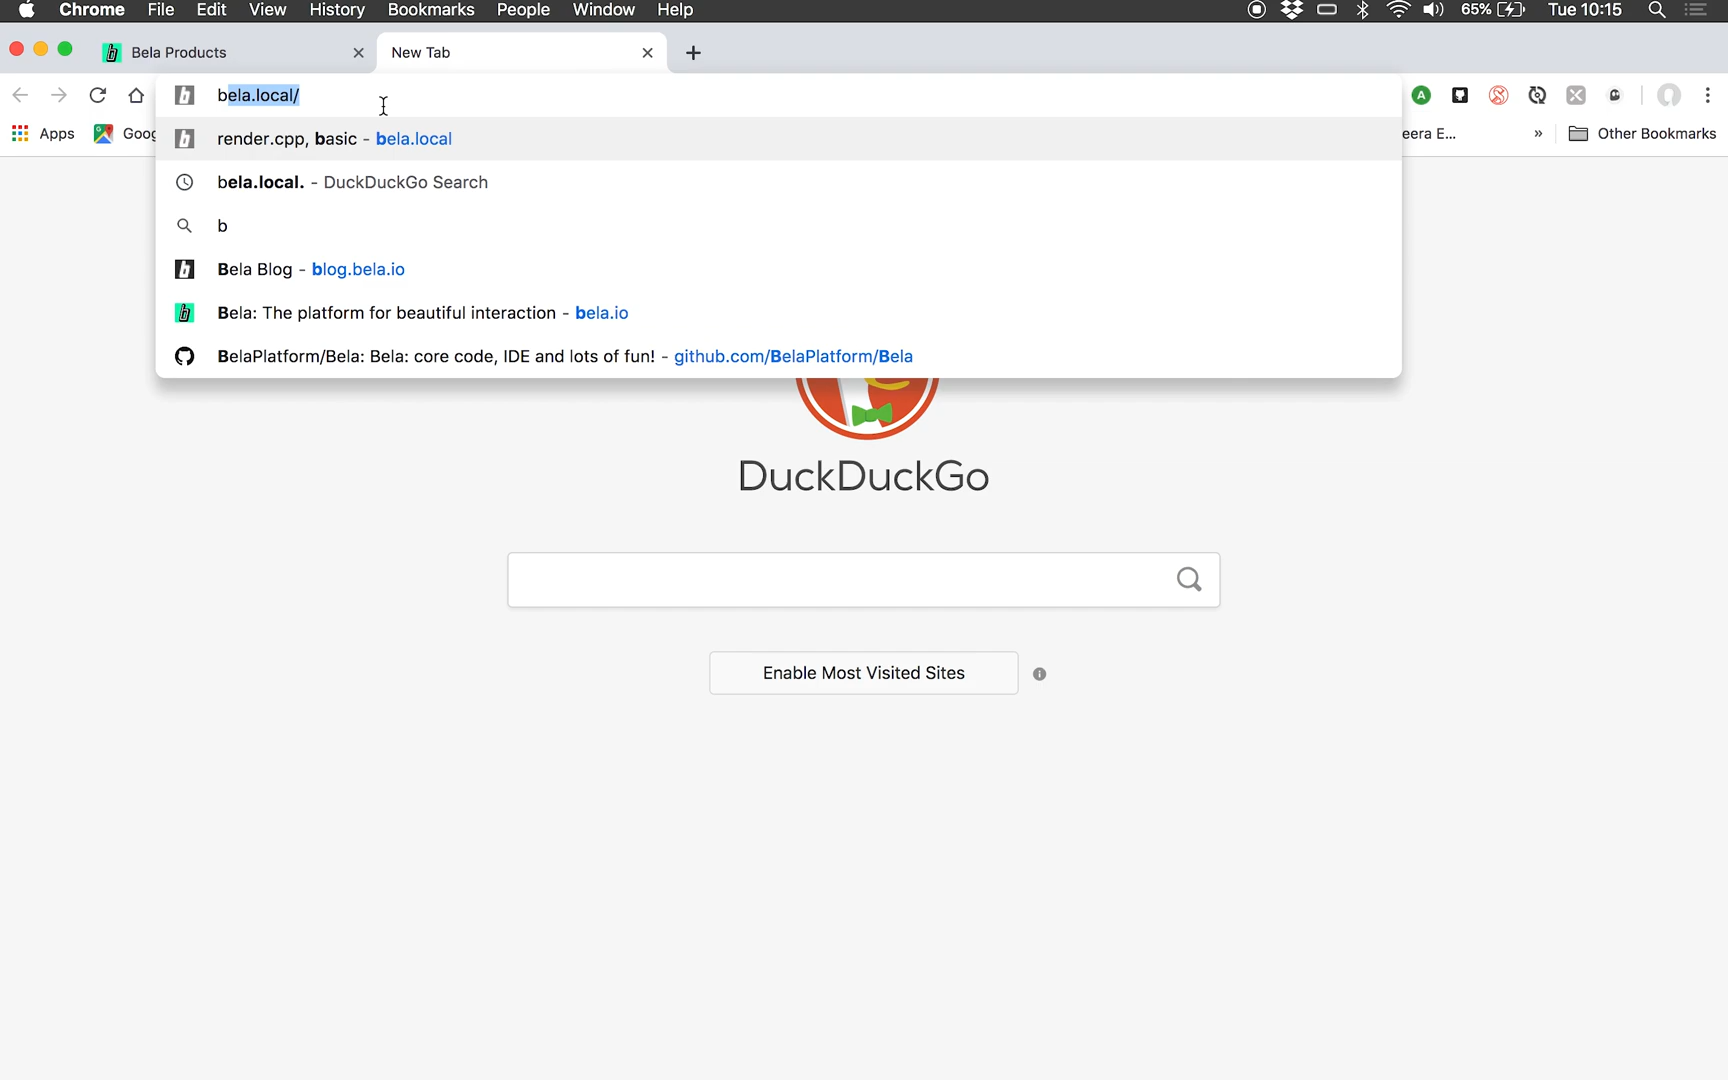 Chrome File Edit View History Bookmarks People Window Help 65% Tue 10:15
Bela Products New Tab
bela.local/
Apps Goog eera E... » Other Bookmarks
render.cpp, basic - bela.local
bela.local. - DuckDuckGo Search
b
Bela Blog - blog.bela.io
Bela: The platform for beautiful interaction - bela.io
BelaPlatform/Bela: Bela: core code, IDE and lots of fun! - github.com/BelaPlatform/Bela
DuckDuckGo
Enable Most Visited Sites